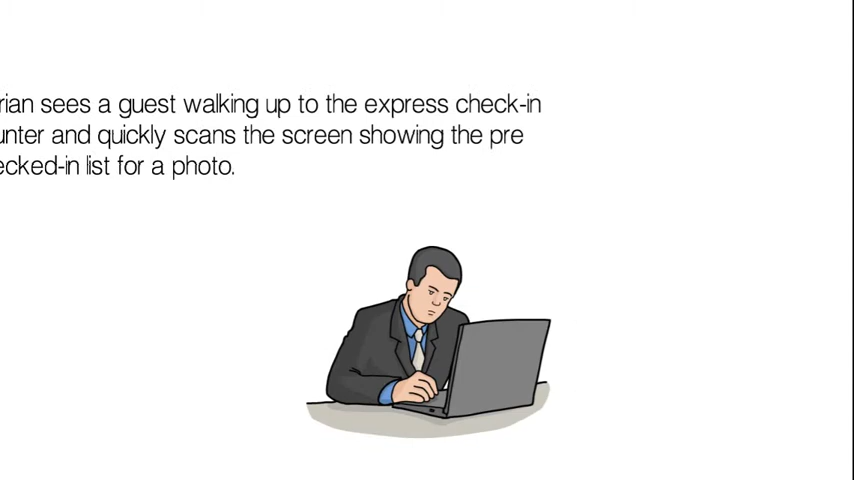 rian sees a guest walking up to the express check-in
unter and quickly scans the screen showing the pre
ecked-in list for a photo.